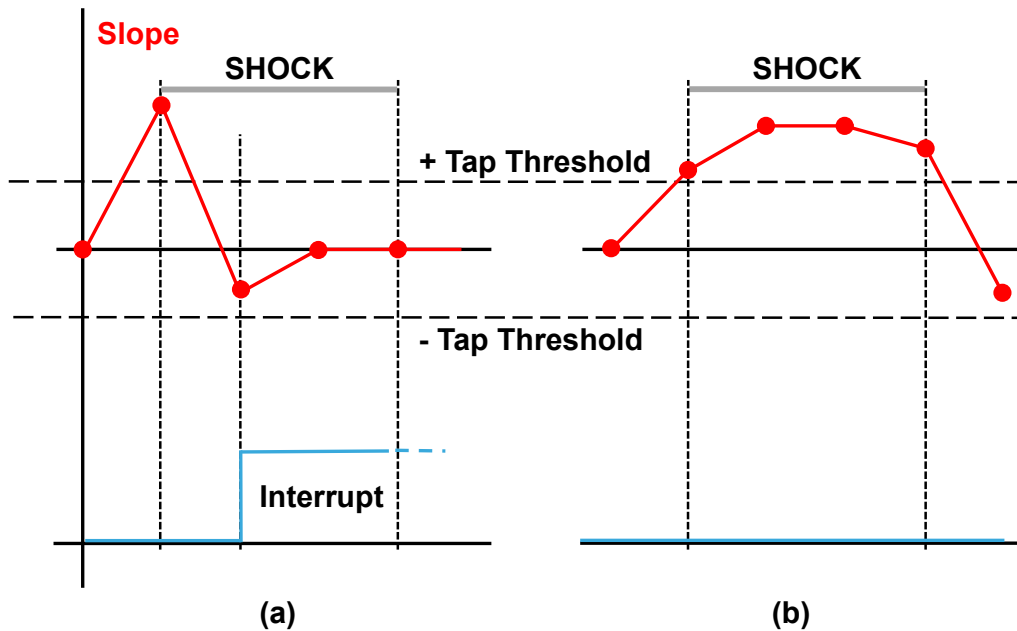 Slope
SHOCK
SHOCK
+ Tap Threshold
- Tap Threshold
Interrupt
(a)
(b)